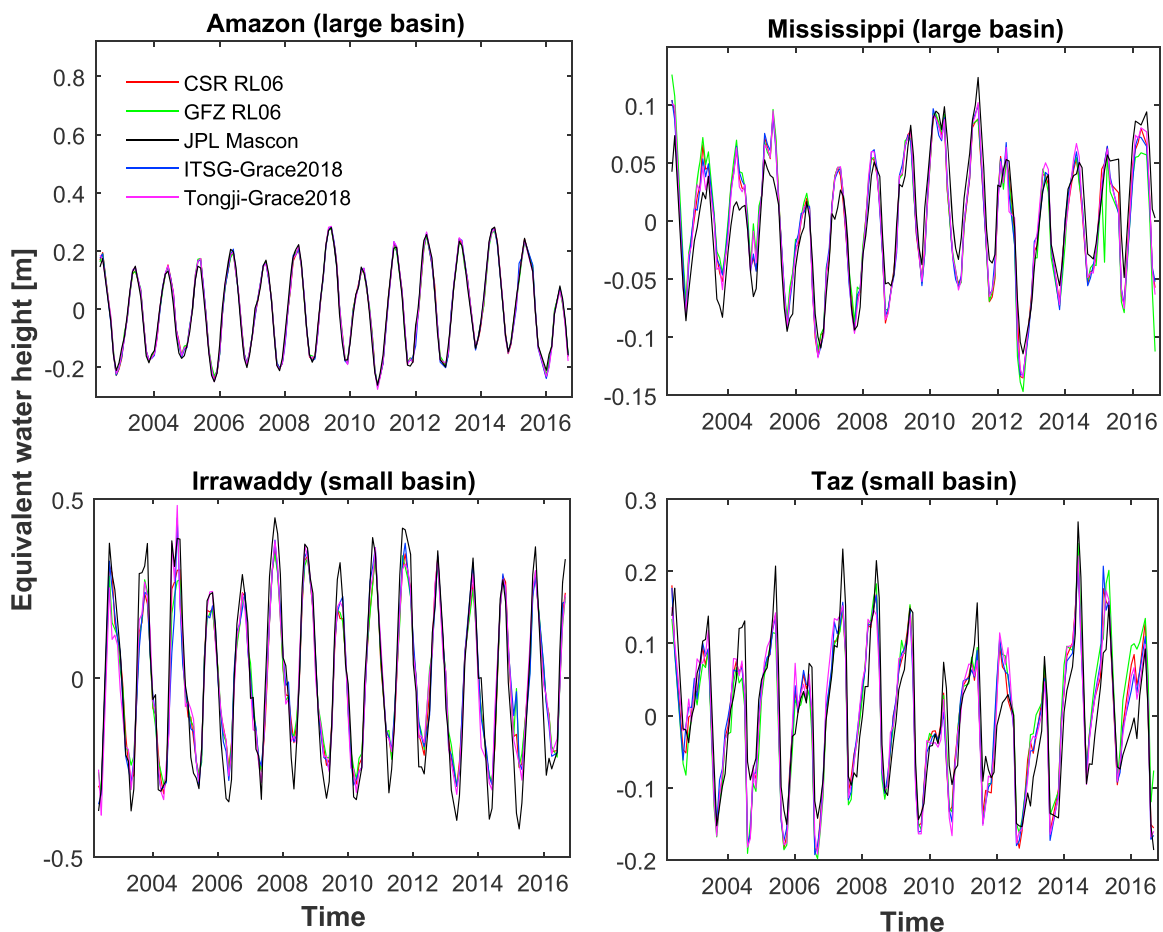 Amazon (large basin)
0.8
0.6
0.4
0.2
0
-0.2
2004 2006 2008 2010 2012 2014 2016
CSR RL06
GFZ RL06
JPL Mascon
ITSG-Grace2018
Tongji-Grace2018
Mississippi (large basin)
0.1
0.05
0
-0.05
-0.1
-0.15
2004 2006 2008 2010 2012 2014 2016
Equivalent water height [m]
Irrawaddy (small basin)
0.5
0
-0.5
2004 2006 2008 2010 2012 2014 2016
Time
Taz (small basin)
0.3
0.2
0.1
0
-0.1
-0.2
2004 2006 2008 2010 2012 2014 2016
Time